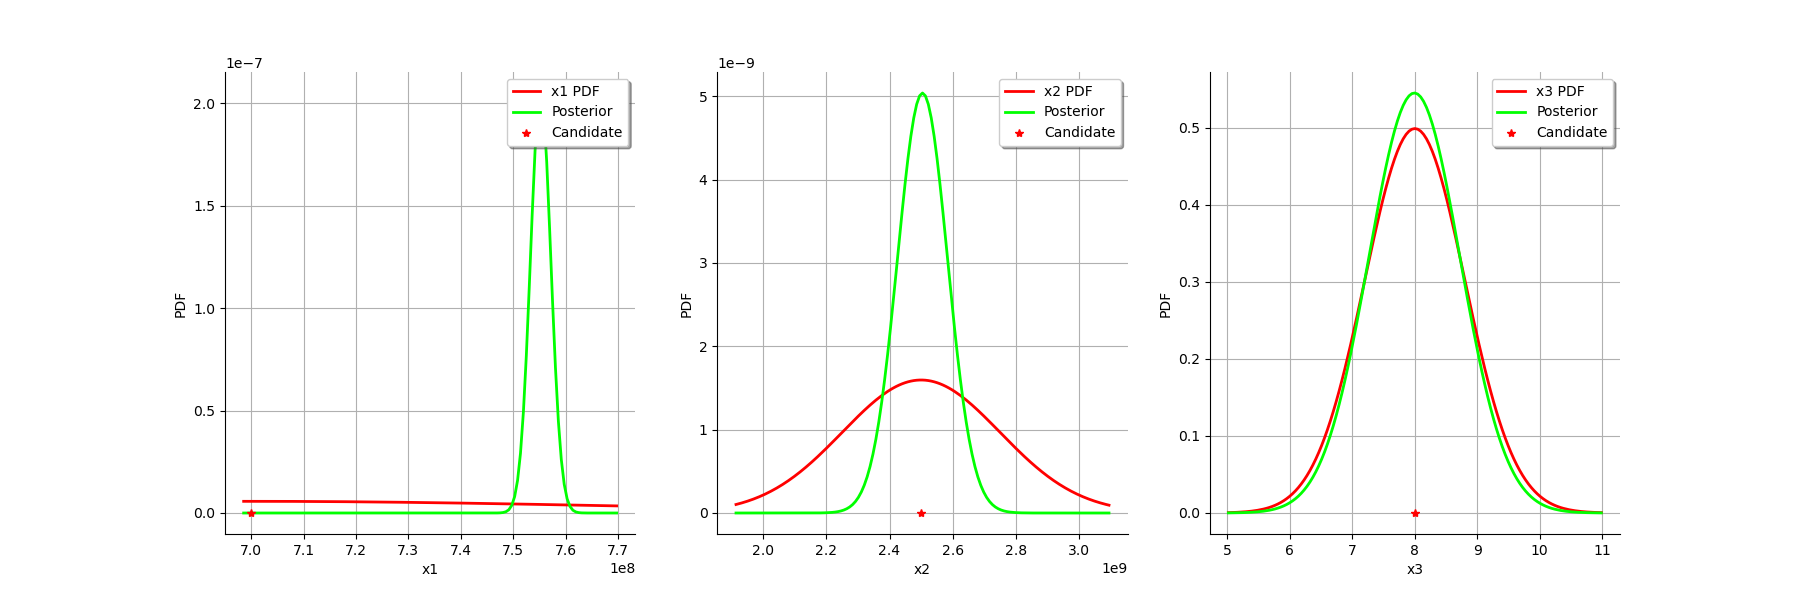 1e−7
x1 PDF
Posterior
Candidate
2.0
1.5
1.0
0.5
0.0
PDF
7.0 7.1 7.2 7.3 7.4 7.5 7.6 7.7
x1
1e8
1e−9
x2 PDF
Posterior
Candidate
5
4
3
2
1
0
PDF
2.0 2.2 2.4 2.6 2.8 3.0
x2
1e9
x3 PDF
Posterior
Candidate
0.5
0.4
0.3
0.2
0.1
0.0
PDF
5 6 7 8 9 10 11
x3